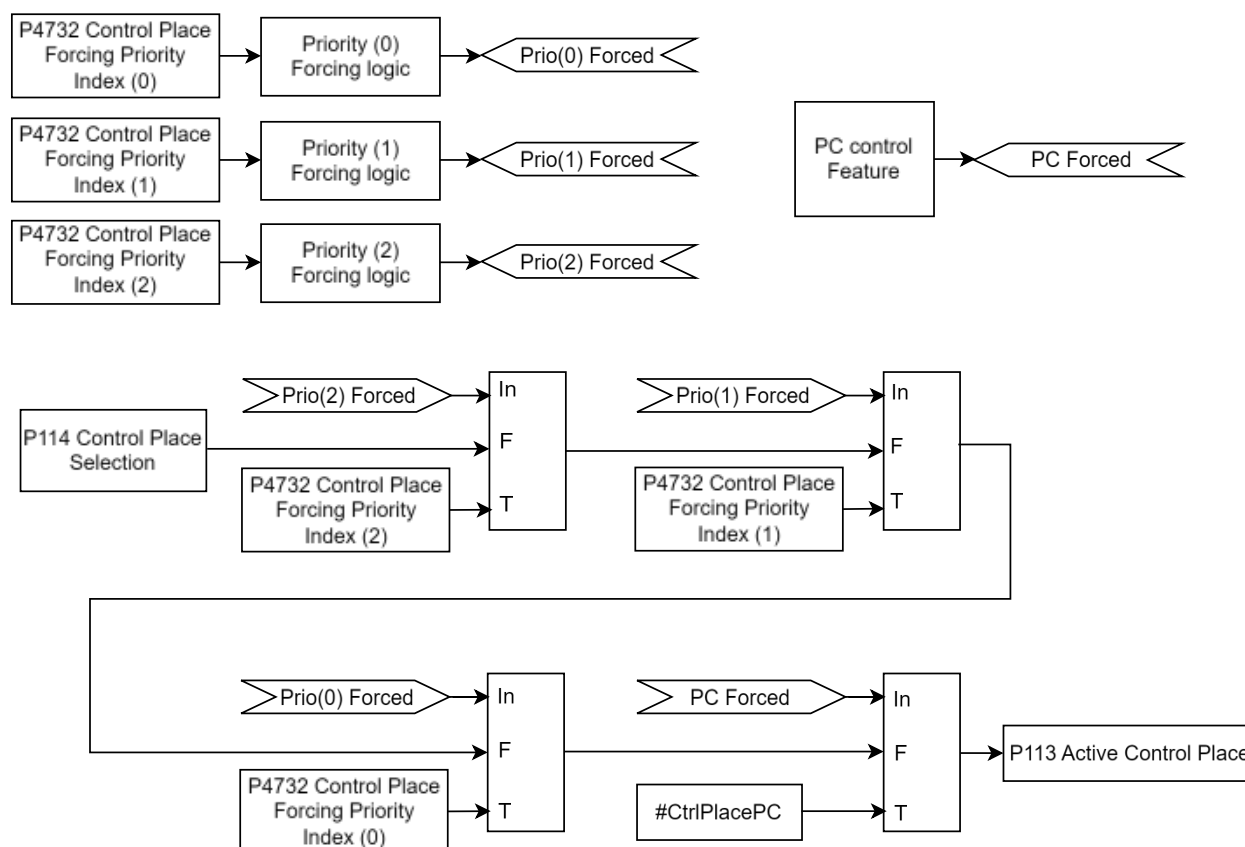 P4732 Control Place
Forcing Priority
Index (0)
Priority (0)
Forcing logic
Prio(0) Forced
P4732 Control Place
Forcing Priority
Index (1)
Priority (1)
Forcing logic
Prio(1) Forced
PC control
Feature
PC Forced
P4732 Control Place
Forcing Priority
Index (2)
Priority (2)
Forcing logic
Prio(2) Forced
P114 Control Place
Selection
Prio(2) Forced
P4732 Control Place
Forcing Priority
Index (2)
In
F
T
Prio(1) Forced
P4732 Control Place
Forcing Priority
Index (1)
In
F
T
Prio(0) Forced
P4732 Control Place
Forcing Priority
Index (0)
In
F
T
PC Forced
#CtrlPlacePC
In
F
T
P113 Active Control Place